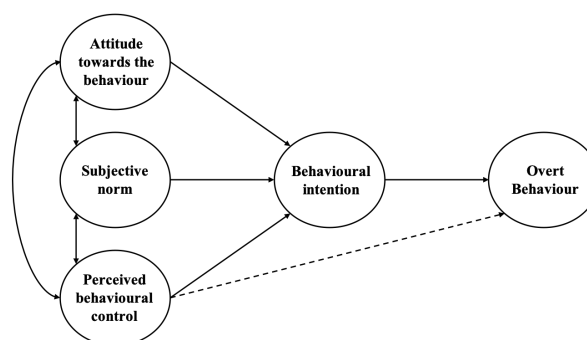 Attitude
towards the
behaviour
Subjective
norm
Behavioural
intention
Overt
Behaviour
Perceived
behavioural
control